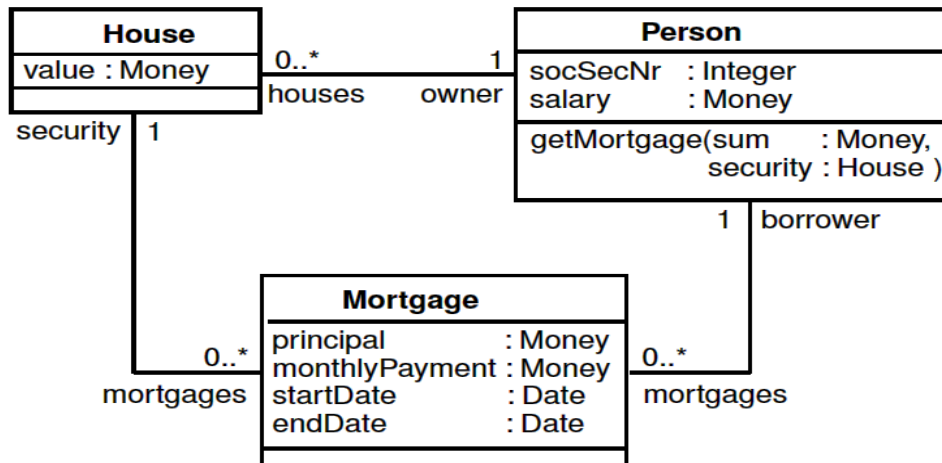 House
value : Money
0..*
houses
1
owner
Person
socSecNr : Integer
salary : Money
getMortgage(sum : Money,
security : House )
security 1
1 borrower
Mortgage
principal : Money
monthlyPayment : Money
startDate : Date
endDate : Date
0..*
mortgages
0..*
mortgages